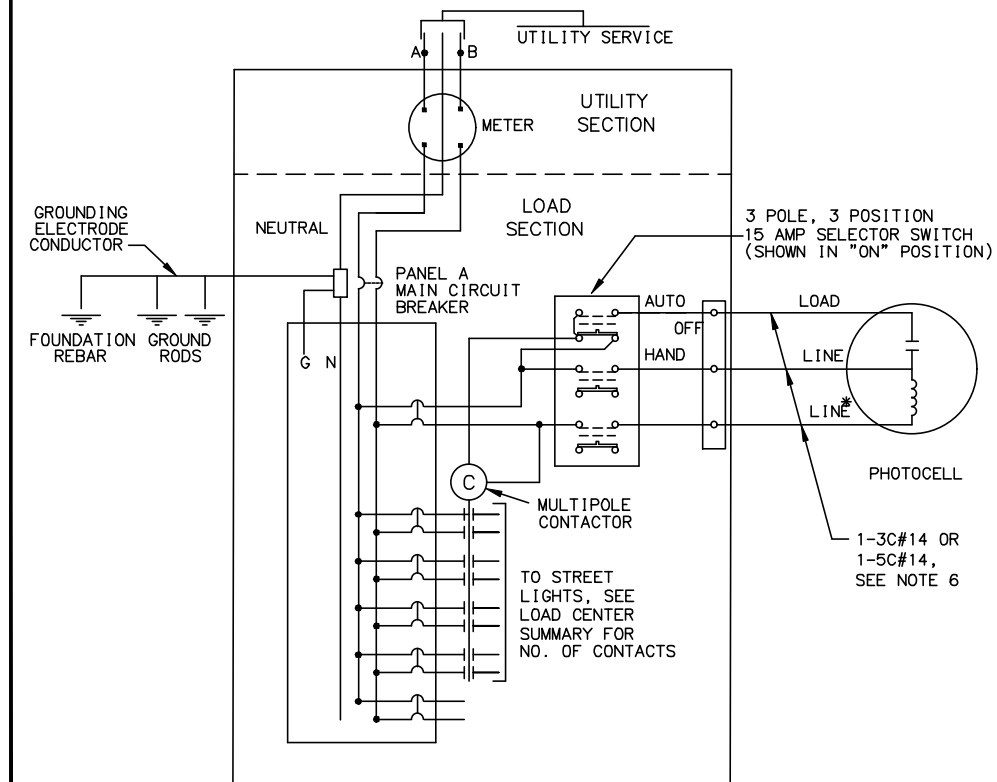 UTILITY SERVICE
A
B
UTILITY
SECTION
METER
GROUNDING
ELECTRODE
CONDUCTOR
NEUTRAL
LOAD
SECTION
3 POLE, 3 POSITION
15 AMP SELECTOR SWITCH
(SHOWN IN "ON" POSITION)
PANEL A
MAIN CIRCUIT
BREAKER
AUTO
OFF
HAND
LOAD
LINE
LINE*
FOUNDATION
REBAR
GROUND
RODS
G N
PHOTOCELL
C
MULTIPOLE
CONTACTOR
1-3C#14 OR
1-5C#14,
SEE NOTE 6
TO STREET
LIGHTS, SEE
LOAD CENTER
SUMMARY FOR
NO. OF CONTACTS